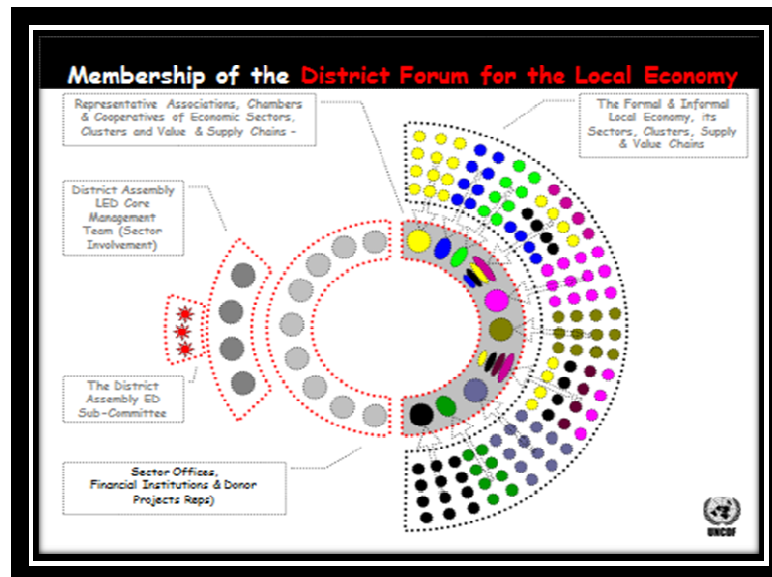 Membership of the District Forum for the Local Economy
Representative Associations, Chambers
& Cooperatives of Economic Sectors,
Clusters and Value & Supply Chains -
The Formal & Informal
Local Economy, its
Sectors, Clusters, Supply
& Value Chains
District Assembly
LED Core
Management
Team (Sector
Involvement)
The District
Assembly ED
Sub-Committee
Sector Offices,
Financial Institutions & Donor
Projects Reps)
UNCDF